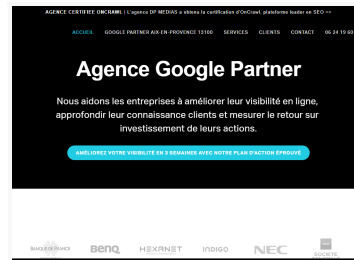 AGENCE CERTIFIEE ONCRAWL | L'agence DP MEDIAS a obtenu la certification d'OnCrawl, plateforme leader en SEO >>
ACCUEIL GOOGLE PARTNER AIX-EN-PROVENCE 13100 SERVICES CLIENTS CONTACT 06 24 19 60
Agence Google Partner
Nous aidons les entreprises à améliorer leur visibilité en ligne,
approfondir leur connaissance clients et mesurer le retour sur
investissement de leurs actions.
AMÉLIOREZ VOTRE VISIBILITÉ EN 3 SEMAINES AVEC NOTRE PLAN D'ACTION ÉPROUVÉ
BANQUE DE FRANCE BenQ HEXANET INDIGO NEC SOCIETE